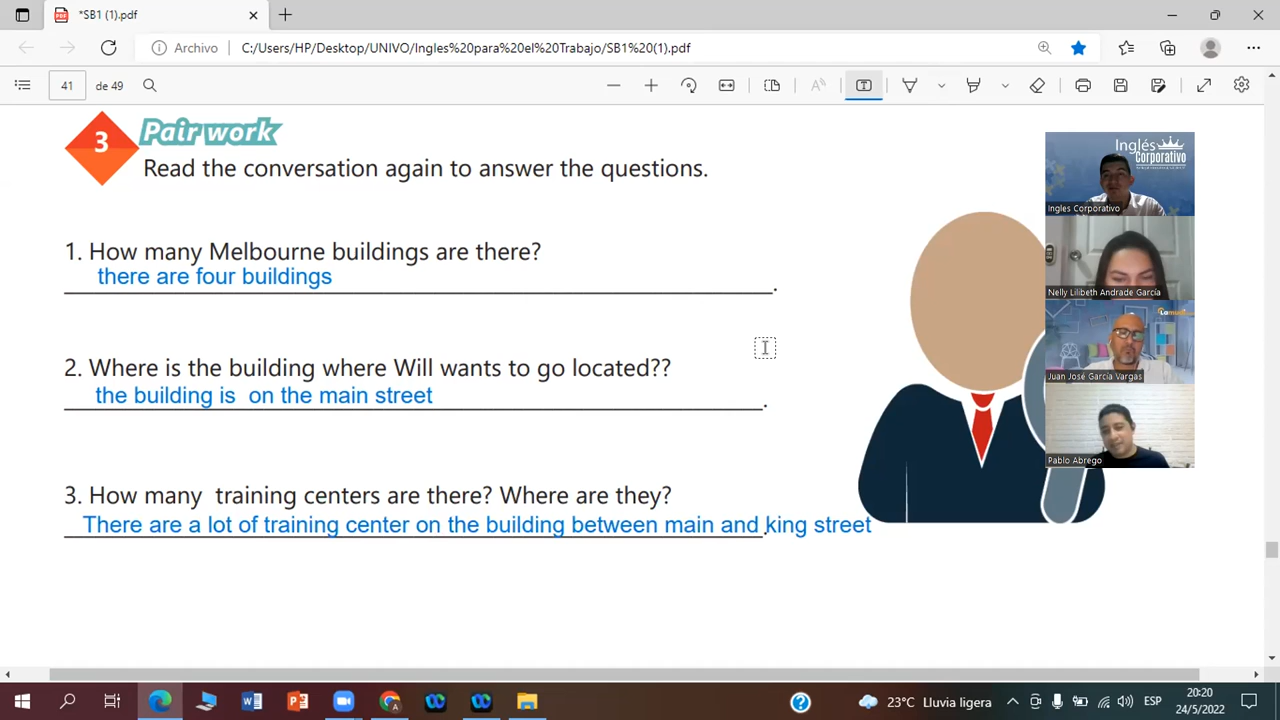 *SB1 (1).pdf
Archivo
C:/Users/HP/Desktop/UNIVO/Ingles%20para%20el%20Trabajo/SB1%20(1).pdf
41 de 49
3 Pair work
Read the conversation again to answer the questions.
1. How many Melbourne buildings are there?
there are four buildings
2. Where is the building where Will wants to go located??
the building is  on the main street
3. How many  training centers are there? Where are they?
There are a lot of training center on the building between main and king street
Inglés
Corporativo
Ingles Corporativo
Nelly Lilibeth Andrade García
Juan José García Vargas
Pablo Abrego
23°C Lluvia ligera
ESP
20:20
24/5/2022